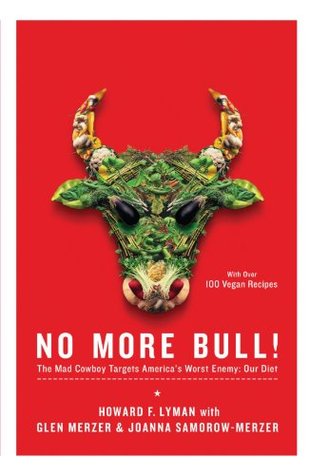 With Over
100 Vegan Recipes
NO MORE BULL!
The Mad Cowboy Targets America's Worst Enemy: Our Diet
HOWARD F. LYMAN with
GLEN MERZER & JOANNA SAMOROW-MERZER